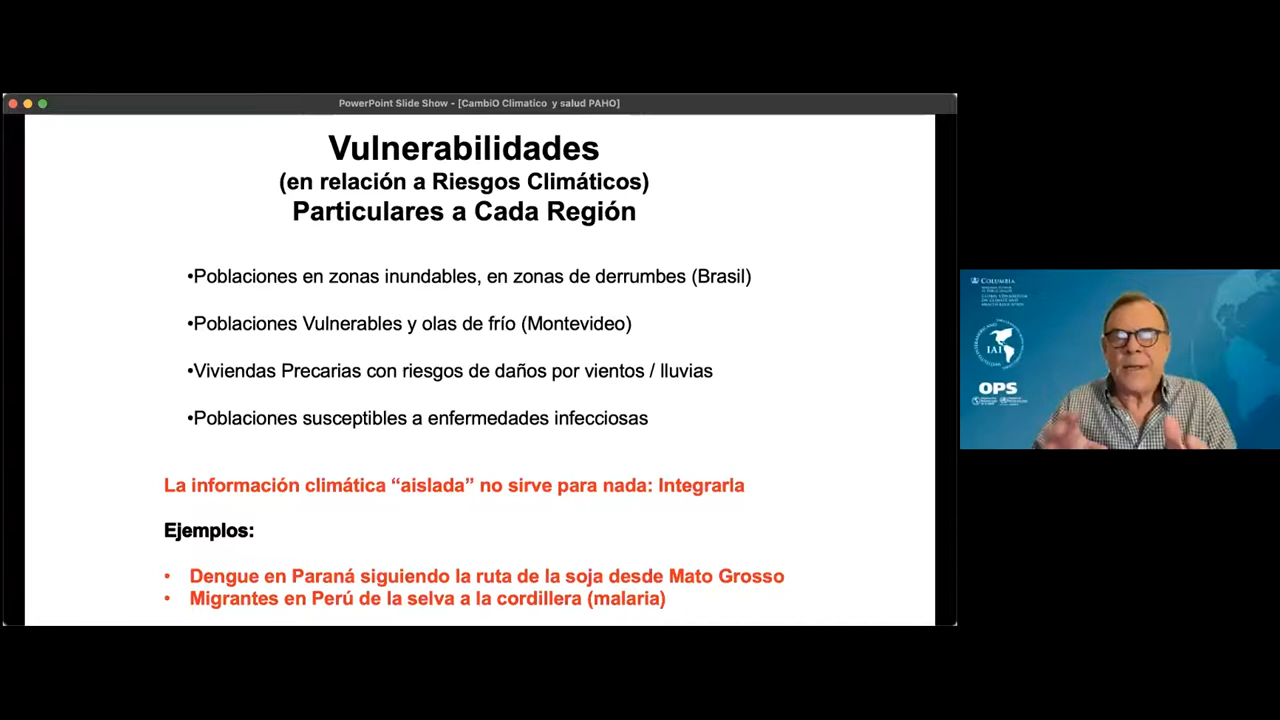 PowerPoint Slide Show - [CambiO Climatico y salud PAHO]
Vulnerabilidades
(en relación a Riesgos Climáticos)
Particulares a Cada Región
•Poblaciones en zonas inundables, en zonas de derrumbes (Brasil)
•Poblaciones Vulnerables y olas de frío (Montevideo)
•Viviendas Precarias con riesgos de daños por vientos / lluvias
•Poblaciones susceptibles a enfermedades infecciosas
La información climática “aislada” no sirve para nada: Integrarla
Ejemplos:
• Dengue en Paraná siguiendo la ruta de la soja desde Mato Grosso
• Migrantes en Perú de la selva a la cordillera (malaria)
COLUMBIA
IAI
OPS